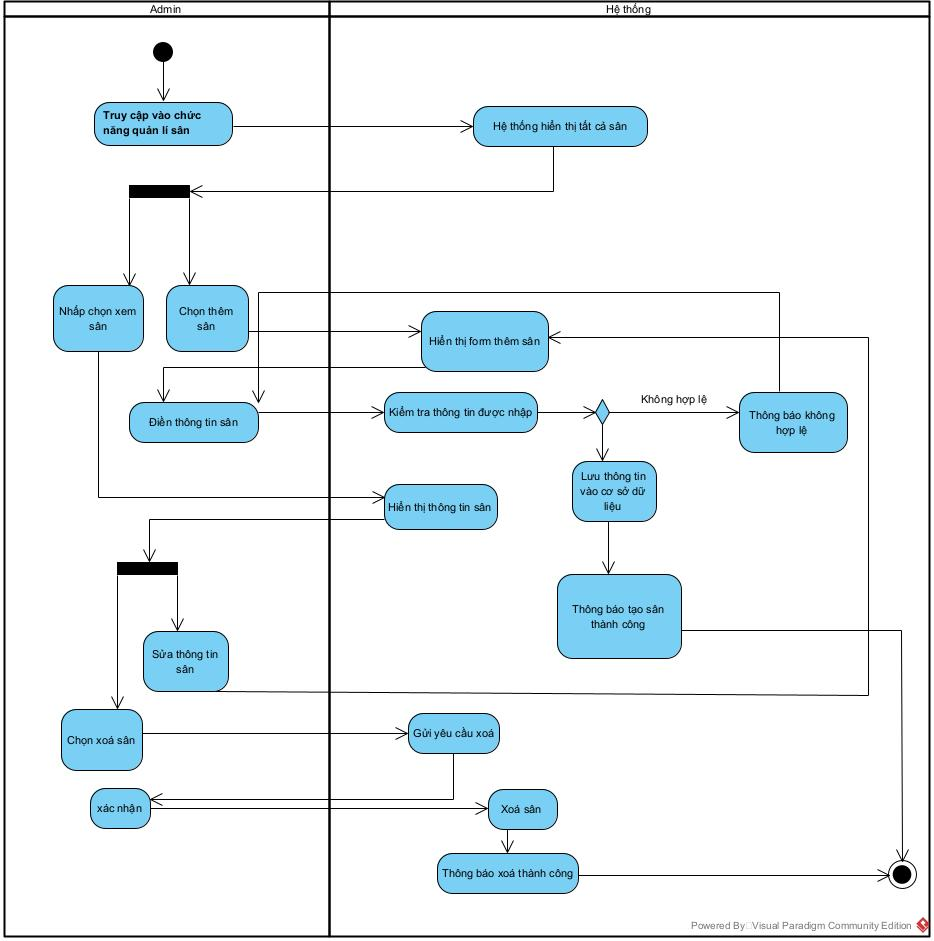 Admin
Hệ thống
Truy cập vào chức
năng quản lí sân
Hệ thống hiển thị tất cả sân
Nhấp chọn xem
sân
Chọn thêm
sân
Hiển thị form thêm sân
Điền thông tin sân
Kiểm tra thông tin được nhập
Không hợp lệ
Thông báo không
hợp lệ
Lưu thông tin
vào cơ sở dữ
liệu
Hiển thị thông tin sân
Thông báo tạo sân
thành công
Sửa thông tin
sân
Chọn xoá sân
Gửi yêu cầu xoá
xác nhận
Xoá sân
Thông báo xoá thành công
Powered By Visual Paradigm Community Edition